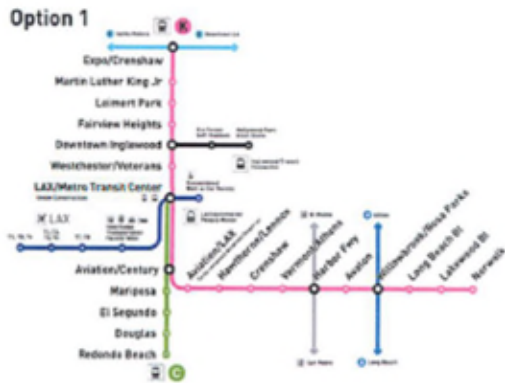 Option 1
K
Expo/Crenshaw
Martin Luther King Jr
Leimert Park
Fairview Heights
Downtown Inglewood
Westchester/Veterans
LAX/Metro Transit Center
LAX
Aviation/Century
Mariposa
El Segundo
Douglas
Redondo Beach
C
Aviation/LAX
Hawthorne/Lennox
Crenshaw
Vermont/Athens
Harbor Fwy
Avalon
Willowbrook/Rosa Parks
Long Beach Bl
Lakewood Bl
Norwalk
Long Beach